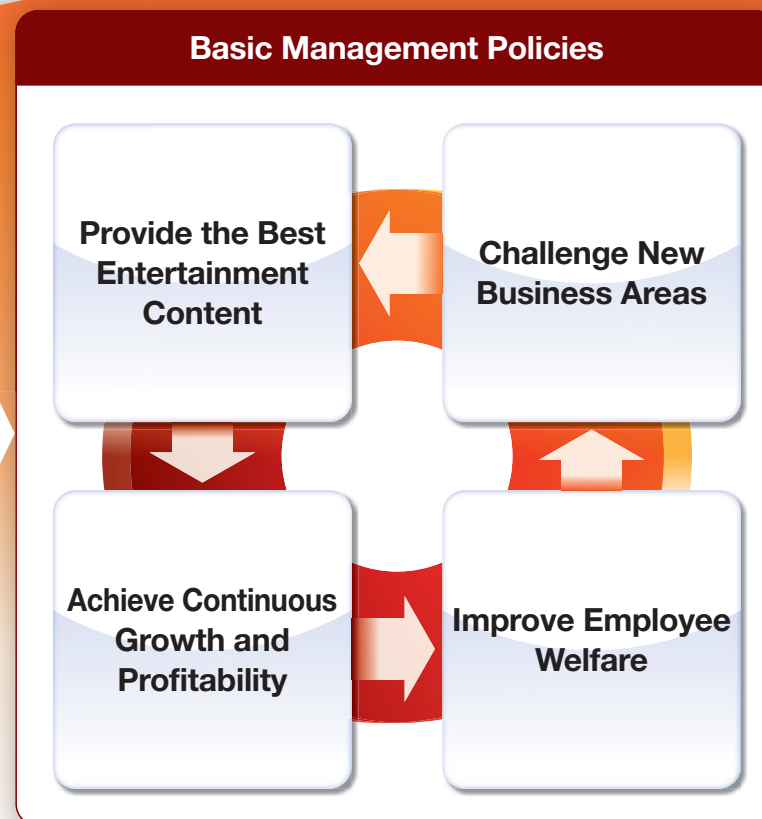 Basic Management Policies
Provide the Best
Entertainment
Content
Challenge New
Business Areas
Achieve Continuous
Growth and
Profitability
Improve Employee
Welfare